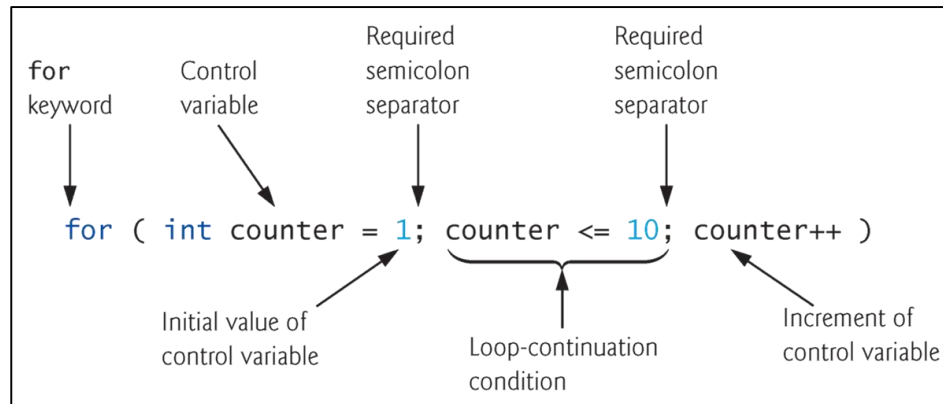 for
keyword
Control
variable
Required
semicolon
separator
Required
semicolon
separator
for ( int counter = 1; counter <= 10; counter++ )
Initial value of
control variable
Loop-continuation
condition
Increment of
control variable